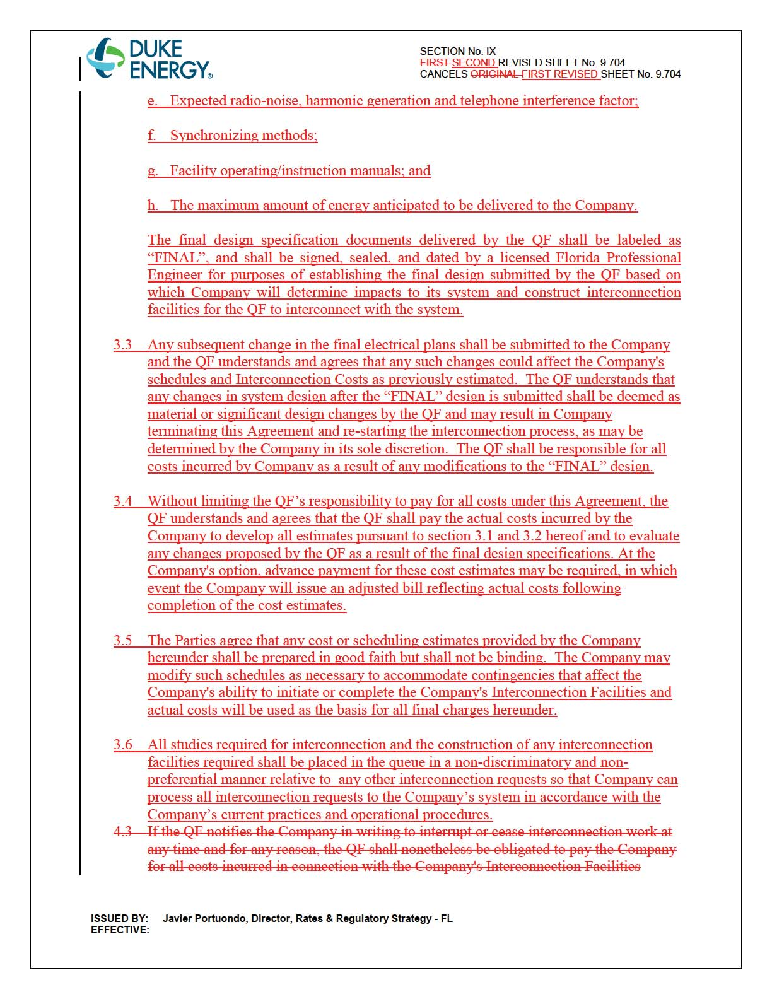 DUKE
ENERGY®
SECTION No. IX
FIRST SECOND REVISED SHEET No. 9.704
CANCELS ORIGINAL FIRST REVISED SHEET No. 9.704
e. Expected radio-noise, harmonic generation and telephone interference factor;
f. Synchronizing methods;
g. Facility operating/instruction manuals; and
h. The maximum amount of energy anticipated to be delivered to the Company.
The final design specification documents delivered by the QF shall be labeled as
“FINAL”, and shall be signed, sealed, and dated by a licensed Florida Professional
Engineer for purposes of establishing the final design submitted by the QF based on
which Company will determine impacts to its system and construct interconnection
facilities for the QF to interconnect with the system.
3.3 Any subsequent change in the final electrical plans shall be submitted to the Company
and the QF understands and agrees that any such changes could affect the Company's
schedules and Interconnection Costs as previously estimated. The QF understands that
any changes in system design after the “FINAL” design is submitted shall be deemed as
material or significant design changes by the QF and may result in Company
terminating this Agreement and re-starting the interconnection process, as may be
determined by the Company in its sole discretion. The QF shall be responsible for all
costs incurred by Company as a result of any modifications to the “FINAL” design.
3.4 Without limiting the QF’s responsibility to pay for all costs under this Agreement, the
QF understands and agrees that the QF shall pay the actual costs incurred by the
Company to develop all estimates pursuant to section 3.1 and 3.2 hereof and to evaluate
any changes proposed by the QF as a result of the final design specifications. At the
Company's option, advance payment for these cost estimates may be required, in which
event the Company will issue an adjusted bill reflecting actual costs following
completion of the cost estimates.
3.5 The Parties agree that any cost or scheduling estimates provided by the Company
hereunder shall be prepared in good faith but shall not be binding. The Company may
modify such schedules as necessary to accommodate contingencies that affect the
Company's ability to initiate or complete the Company's Interconnection Facilities and
actual costs will be used as the basis for all final charges hereunder.
3.6 All studies required for interconnection and the construction of any interconnection
facilities required shall be placed in the queue in a non-discriminatory and non-
preferential manner relative to any other interconnection requests so that Company can
process all interconnection requests to the Company’s system in accordance with the
Company’s current practices and operational procedures.
4.3 If the QF notifies the Company in writing to interrupt or cease interconnection work at
any time and for any reason, the QF shall nonetheless be obligated to pay the Company
for all costs incurred in connection with the Company's Interconnection Facilities
ISSUED BY: Javier Portuondo, Director, Rates & Regulatory Strategy - FL
EFFECTIVE: